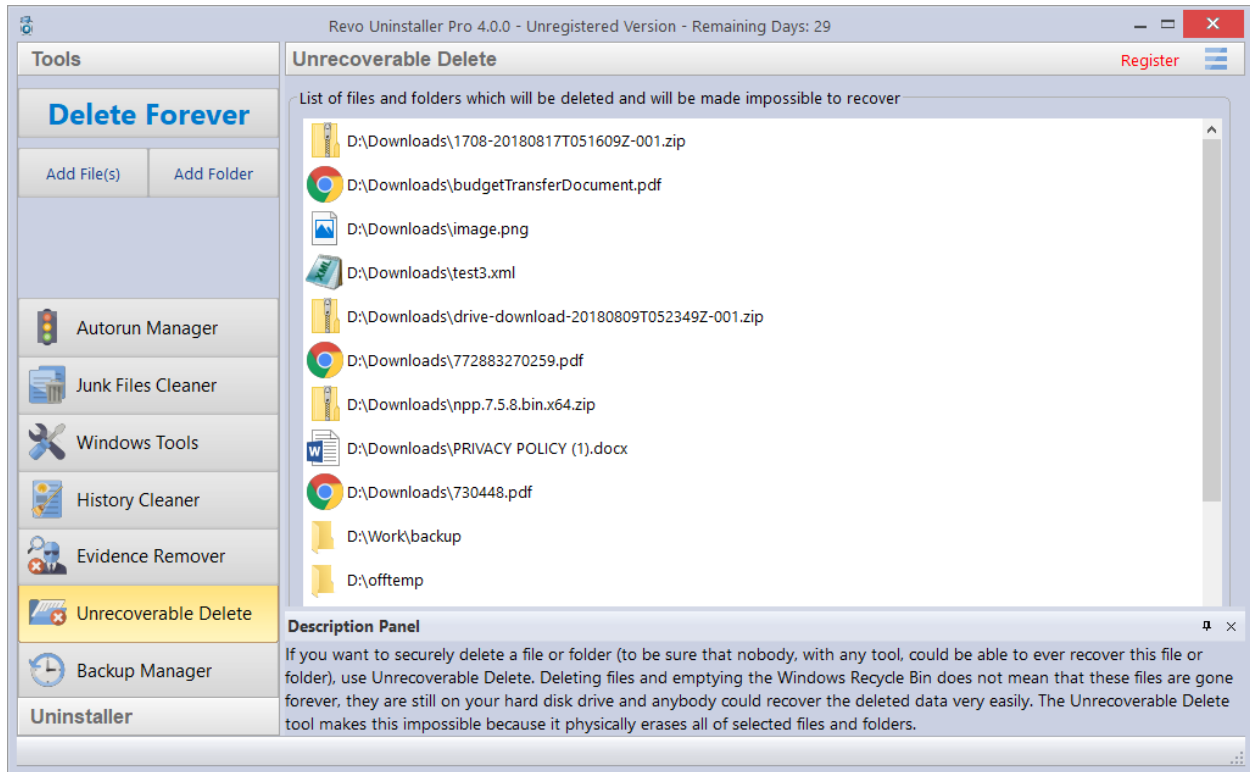 Revo Uninstaller Pro 4.0.0 - Unregistered Version - Remaining Days: 29
Tools
Unrecoverable Delete
Register
Delete Forever
Add File(s)
Add Folder
Autorun Manager
Junk Files Cleaner
Windows Tools
History Cleaner
Evidence Remover
Unrecoverable Delete
Backup Manager
Uninstaller
List of files and folders which will be deleted and will be made impossible to recover
D:\Downloads\1708-20180817T051609Z-001.zip
D:\Downloads\budgetTransferDocument.pdf
D:\Downloads\image.png
XML
D:\Downloads\test3.xml
D:\Downloads\drive-download-20180809T052349Z-001.zip
D:\Downloads\772883270259.pdf
D:\Downloads\npp.7.5.8.bin.x64.zip
W
D:\Downloads\PRIVACY POLICY (1).docx
D:\Downloads\730448.pdf
D:\Work\backup
D:\offtemp
Description Panel
If you want to securely delete a file or folder (to be sure that nobody, with any tool, could be able to ever recover this file or
folder), use Unrecoverable Delete. Deleting files and emptying the Windows Recycle Bin does not mean that these files are gone
forever, they are still on your hard disk drive and anybody could recover the deleted data very easily. The Unrecoverable Delete
tool makes this impossible because it physically erases all of selected files and folders.